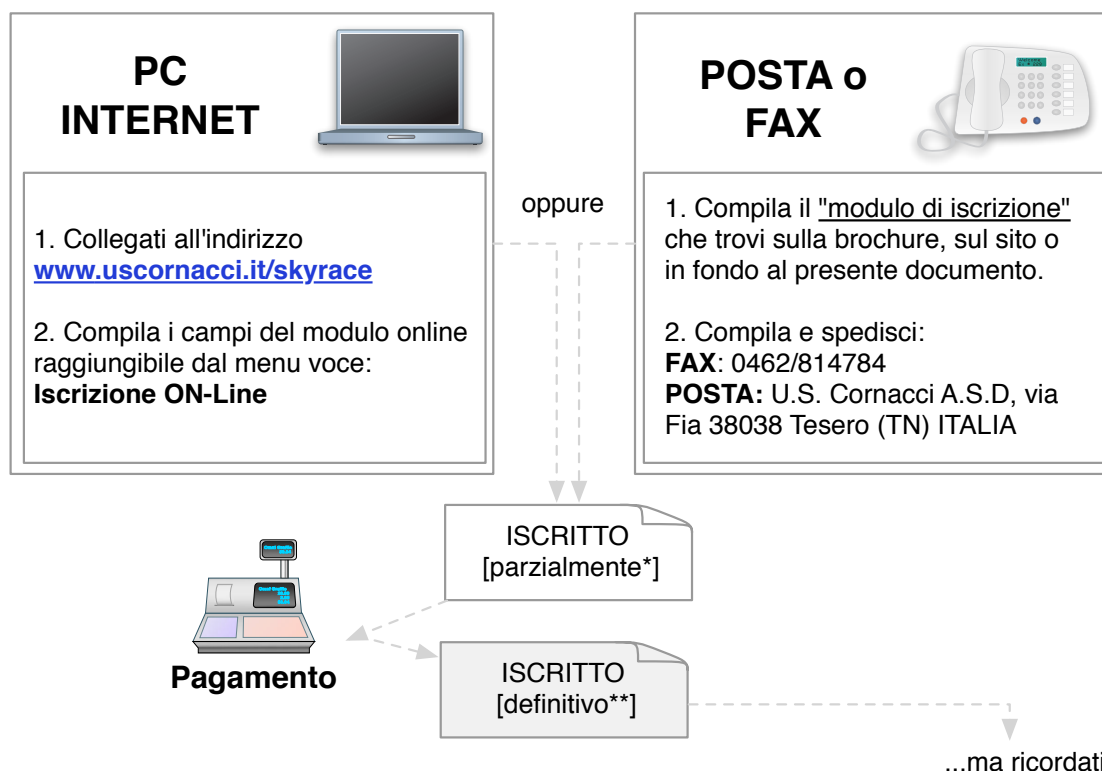 PC
INTERNET
1. Collegati all'indirizzo
www.uscornacci.it/skyrace
2. Compila i campi del modulo online
raggiungibile dal menu voce:
Iscrizione ON-Line
oppure
POSTA o
FAX
1. Compila il "modulo di iscrizione"
che trovi sulla brochure, sul sito o
in fondo al presente documento.
2. Compila e spedisci:
FAX: 0462/814784
POSTA: U.S. Cornacci A.S.D, via
Fia 38038 Tesero (TN) ITALIA
ISCRITTO
[parzialmente*]
Pagamento
ISCRITTO
[definitivo**]
...ma ricordati